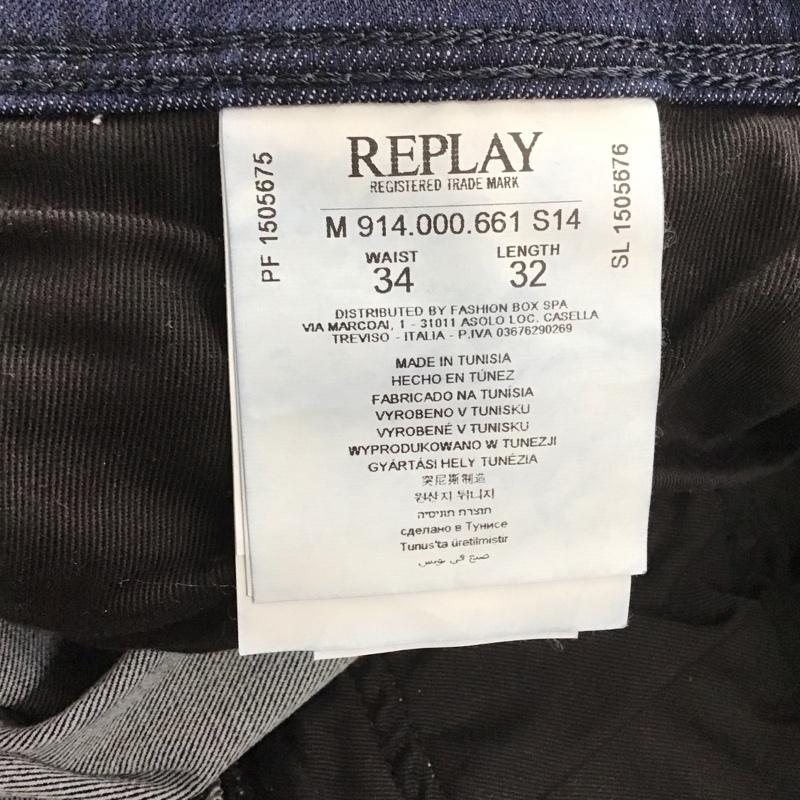 REPLAY
REGISTERED TRADE MARK
M 914.000.661 S14
WAIST LENGTH
34 32
PF 1505675
SL 1505676
DISTRIBUTED BY FASHION BOX SPA
VIA MARCOAI, 1 - 31011 ASOLO LOC. CASELLA
TREVISO - ITALIA - P.IVA 03676290269
MADE IN TUNISIA
HECHO EN TÚNEZ
FABRICADO NA TUNÍSIA
VYROBENO V TUNISKU
VYROBENÉ V TUNISKU
WYPRODUKOWANO W TUNEZJI
GYÁRTÁSI HELY TUNÉZIA
突尼斯制造
원산지 튀니지
תוצרת תוניסיה
сделано в Тунисе
Tunus'ta üretilmistir
صنع في تونس